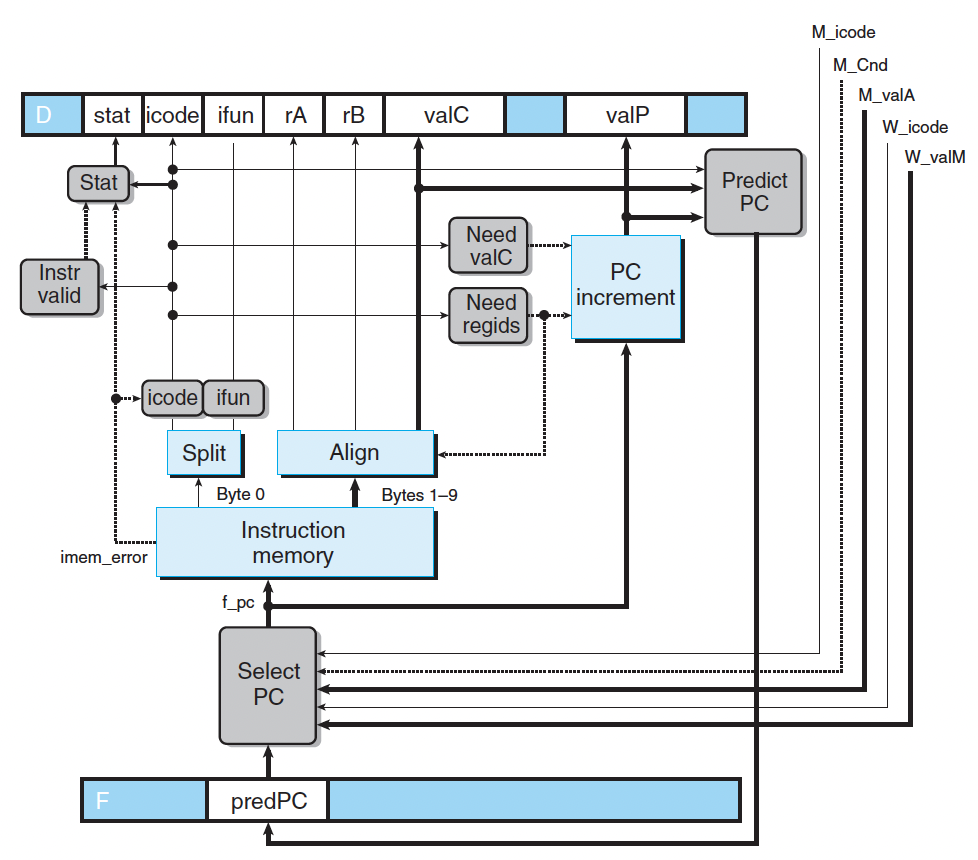 M_icode
M_Cnd
M_valA
W_icode
W_valM
D stat icode ifun rA rB valC valP
Stat
Predict
PC
Need
valC
PC
increment
Instr
valid
Need
regids
icode ifun
Split
Align
Byte 0
Bytes 1–9
Instruction
memory
imem_error
f_pc
Select
PC
F predPC